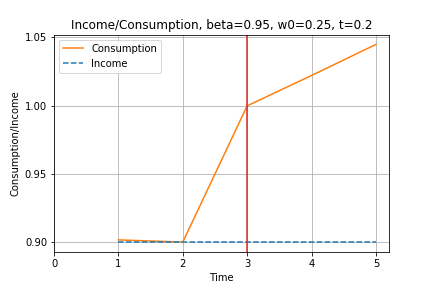 Income/Consumption, beta=0.95, w0=0.25, t=0.2
Consumption
Income
Consumption/Income
1.05
1.00
0.95
0.90
0 1 2 3 4 5
Time